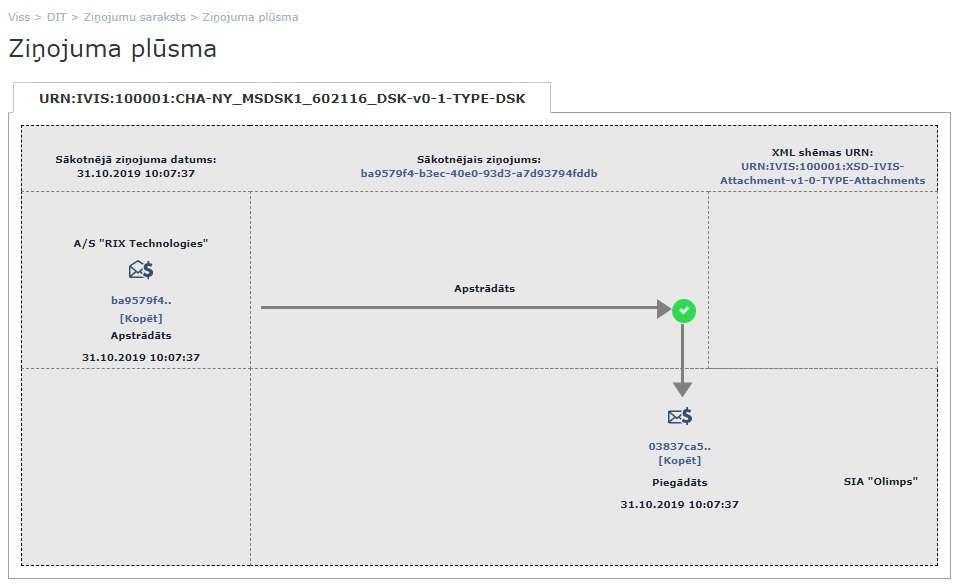 Viss > DIT > Ziņojumu saraksts > Ziņojuma plūsma
Ziņojuma plūsma
URN:IVIS:100001:CHA-NY_MSDSK1_602116_DSK-v0-1-TYPE-DSK
Sākotnējā ziņojuma datums:
31.10.2019 10:07:37
Sākotnējais ziņojums:
ba9579f4-b3ec-40e0-93d3-a7d93794fddb
XML shēmas URN:
URN:IVIS:100001:XSD-IVIS-
Attachment-v1-0-TYPE-Attachments
A/S "RIX Technologies"
ba9579f4..
[Kopēt]
Apstrādāts
31.10.2019 10:07:37
Apstrādāts
03837ca5..
[Kopēt]
Piegādāts
31.10.2019 10:07:37
SIA "Olimps"